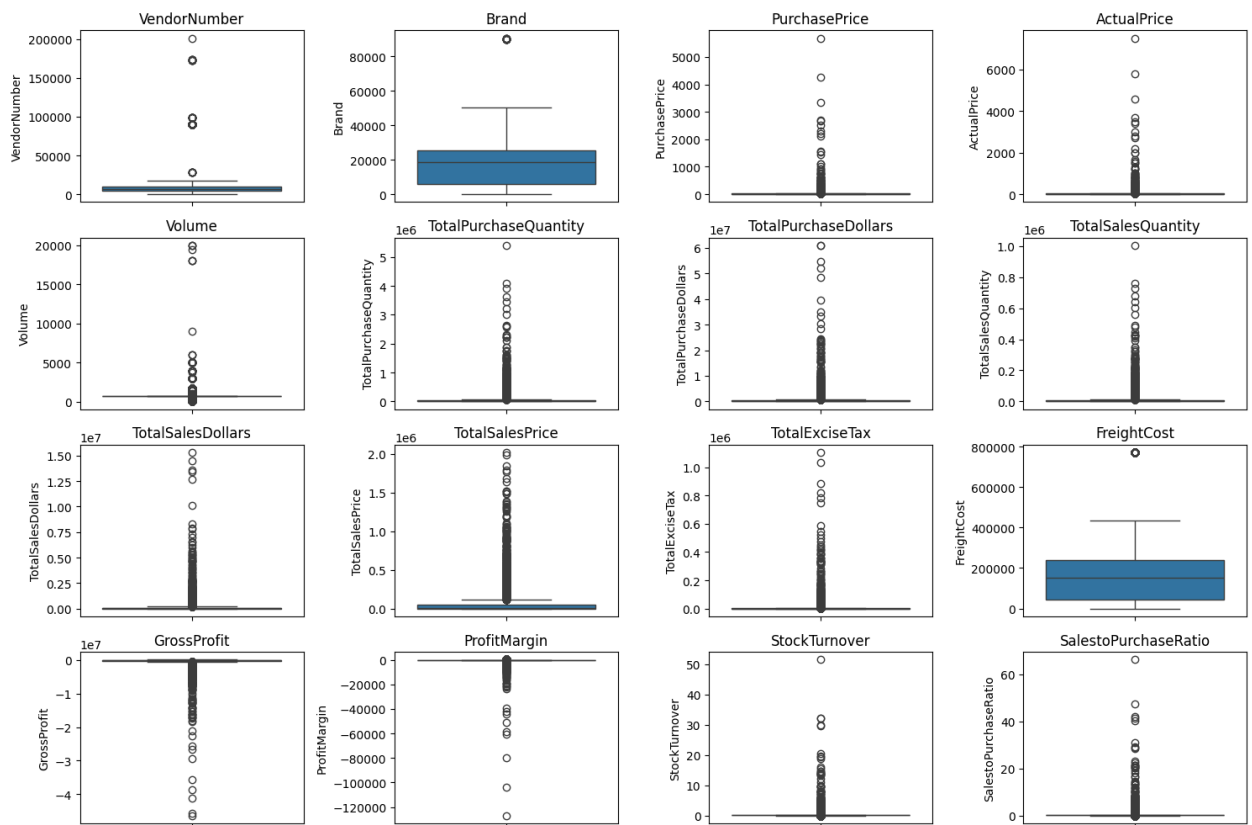 VendorNumber
VendorNumber
200000
150000
100000
50000
0
Brand
Brand
80000
60000
40000
20000
0
PurchasePrice
PurchasePrice
5000
4000
3000
2000
1000
0
ActualPrice
ActualPrice
6000
4000
2000
0
Volume
Volume
20000
15000
10000
5000
0
TotalPurchaseQuantity
1e6
TotalPurchaseQuantity
5
4
3
2
1
0
TotalPurchaseDollars
1e7
TotalPurchaseDollars
6
5
4
3
2
1
0
TotalSalesQuantity
1e6
TotalSalesQuantity
1.0
0.8
0.6
0.4
0.2
0.0
TotalSalesDollars
1e7
TotalSalesDollars
1.50
1.25
1.00
0.75
0.50
0.25
0.00
TotalSalesPrice
1e6
TotalSalesPrice
2.0
1.5
1.0
0.5
0.0
TotalExciseTax
1e6
TotalExciseTax
1.0
0.8
0.6
0.4
0.2
0.0
FreightCost
FreightCost
800000
600000
400000
200000
0
GrossProfit
1e7
GrossProfit
0
−1
−2
−3
−4
ProfitMargin
ProfitMargin
0
−20000
−40000
−60000
−80000
−100000
−120000
StockTurnover
StockTurnover
50
40
30
20
10
0
SalestoPurchaseRatio
SalestoPurchaseRatio
60
40
20
0